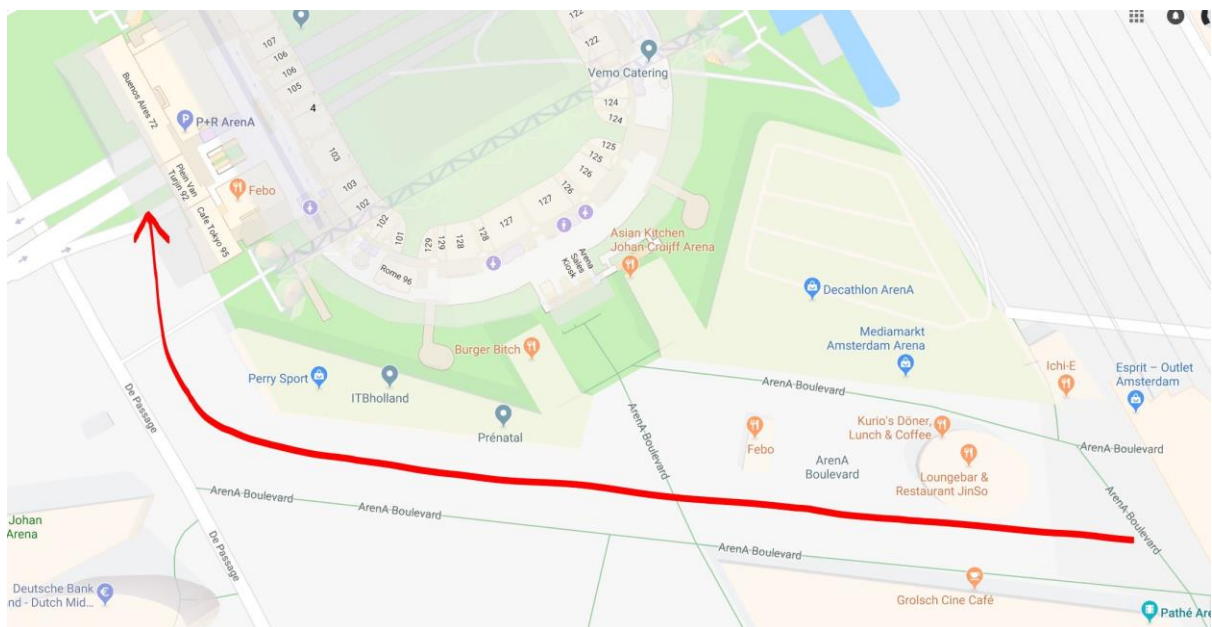 122
122
107
106
106
105
4
103
103
102
102
101
129
129
128
128
127
127
126
126
125
125
124
124
Vemo Catering
Buenos Aires 72
P+R ArenA
Plein Van
Turjin 92
Febo
Cafe Tokyo 95
Rome 96
Arena
Sales
Kiosk
Asian Kitchen
Johan Cruijff Arena
Decathlon ArenA
Mediamarkt
Amsterdam Arena
Ichi-E
Esprit – Outlet
Amsterdam
Burger Bitch
Perry Sport
ITBholland
Prénatal
De Passage
ArenA Boulevard
ArenA Boulevard
Kurio's Döner,
Lunch & Coffee
Febo
ArenA
Boulevard
Loungebar &
Restaurant JinSo
ArenA Boulevard
ArenA Boulevard
ArenA Boulevard
ArenA Boulevard
ArenA Boulevard
Johan
Arena
De Passage
Deutsche Bank
nd - Dutch Mid...
Grolsch Cine Café
Pathé Are